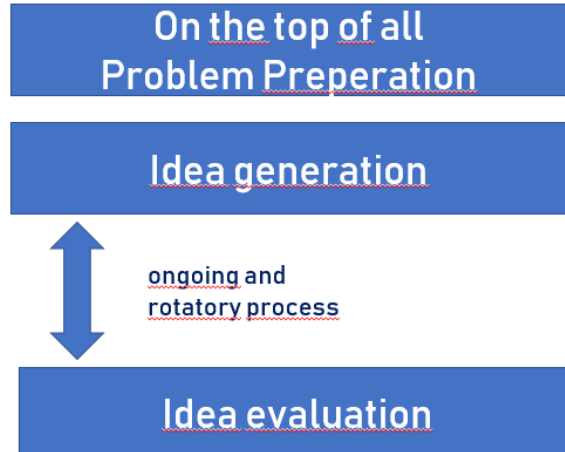 On the top of all
Problem Preperation
Idea generation
ongoing and
rotatory process
Idea evaluation